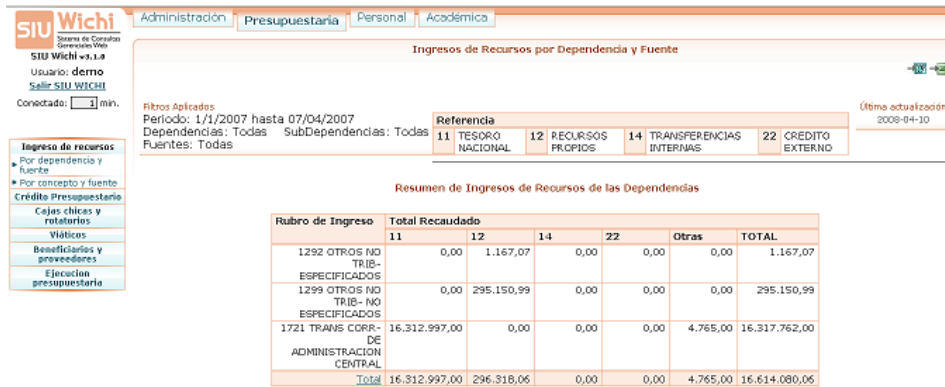 SIU Wichi
Sistema de Consultas
Gerenciales Web
SIU Wichi v3.1.0
Usuario: demo
Salir SIU WICHI
Conectado: 1 min.
Administración Presupuestaria Personal Académica
Ingresos de Recursos por Dependencia y Fuente
Filtros Aplicados
Periodo: 1/1/2007 hasta 07/04/2007
Dependencias: Todas SubDependencias: Todas
Fuentes: Todas
Referencia
11 TESORO NACIONAL 12 RECURSOS PROPIOS 14 TRANSFERENCIAS INTERNAS 22 CREDITO EXTERNO
Última actualización
2008-04-10
Ingreso de recursos
Por dependencia y
fuente
Por concepto y fuente
Crédito Presupuestario
Cajas chicas y
rotatorios
Viáticos
Beneficiarios y
proveedores
Ejecucion
presupuestaria
Resumen de Ingresos de Recursos de las Dependencias
Rubro de Ingreso Total Recaudado
11 12 14 22 Otras TOTAL
1292 OTROS NO 0,00 1.167,07 0,00 0,00 0,00 1.167,07
TRIB-
ESPECIFICADOS
1299 OTROS NO 0,00 295.150,99 0,00 0,00 0,00 295.150,99
TRIB- NO
ESPECIFICADOS
1721 TRANS CORR- 16.312.997,00 0,00 0,00 0,00 4.765,00 16.317.762,00
DE
ADMINISTRACION
CENTRAL
Total 16.312.997,00 296.318,06 0,00 0,00 4.765,00 16.614.080,06